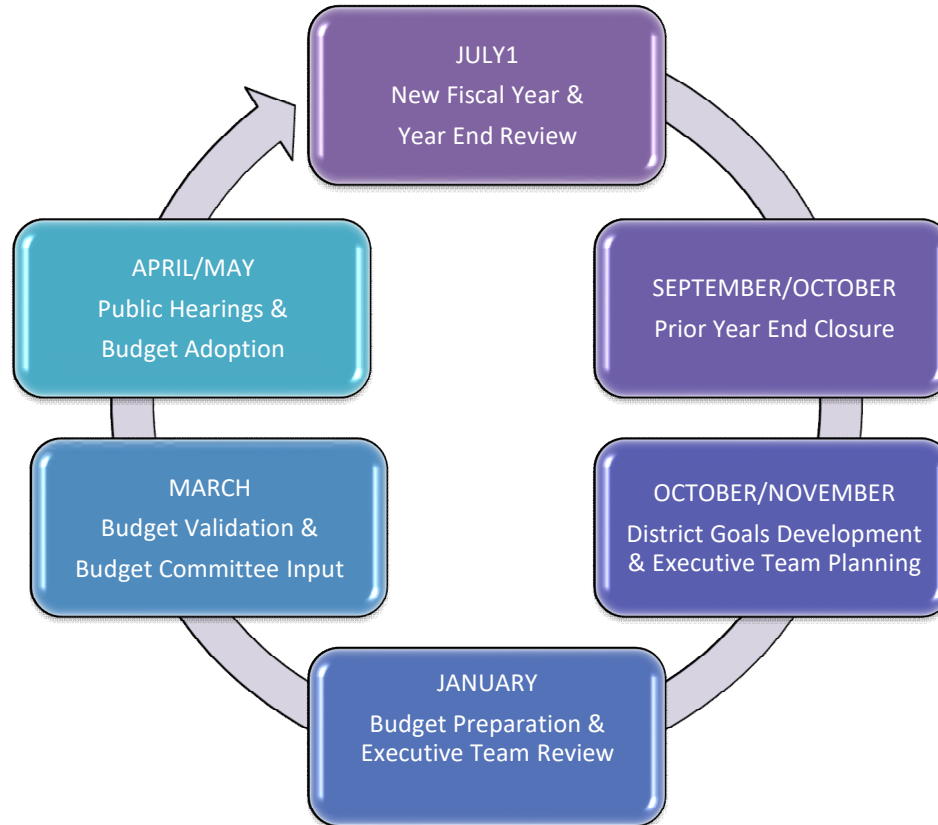 JULY1
New Fiscal Year &
Year End Review
SEPTEMBER/OCTOBER
Prior Year End Closure
OCTOBER/NOVEMBER
District Goals Development
& Executive Team Planning
JANUARY
Budget Preparation &
Executive Team Review
MARCH
Budget Validation &
Budget Committee Input
APRIL/MAY
Public Hearings &
Budget Adoption